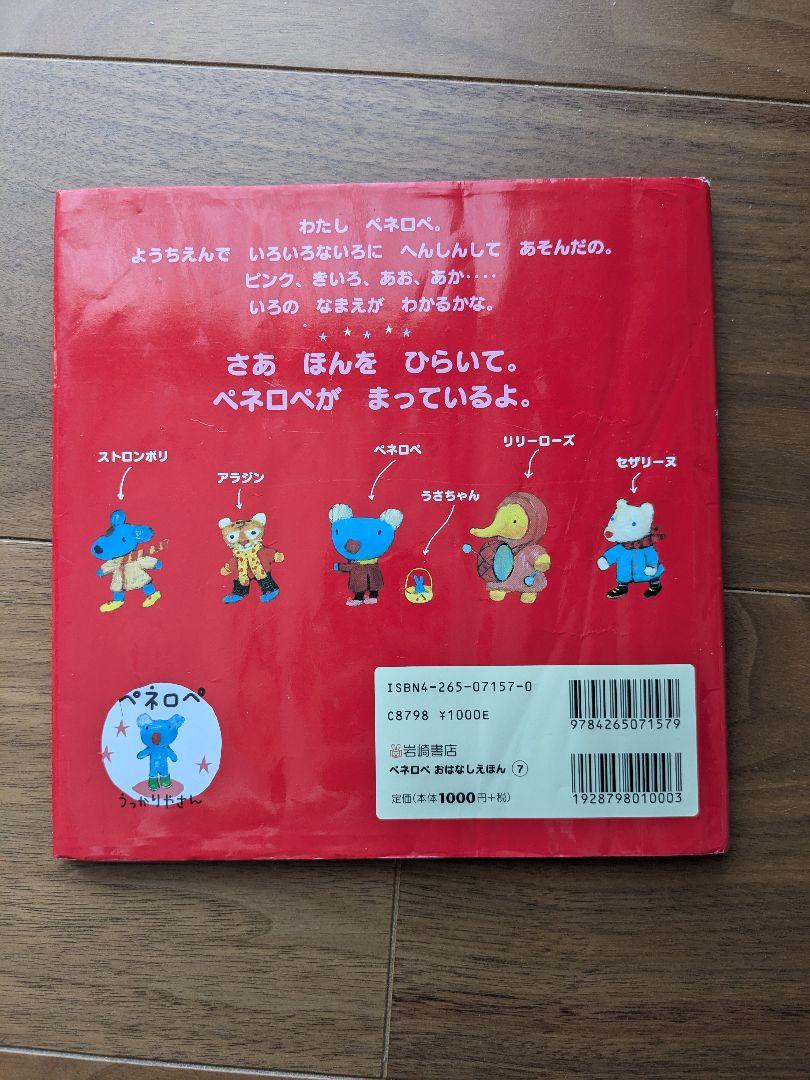 わたし ペネロペ。
ようちえんで いろいろないろに へんしんして あそんだの。
ピンク、きいろ、あお、あか‥‥
いろの なまえが わかるかな。
さあ ほんを ひらいて。
ペネロペが まっているよ。
ストロンボリ
アラジン
ペネロペ
うさちゃん
リリーローズ
セザリーヌ
ペネロペ
うっかりやさん
ISBN4-265-07157-0
C8798 ¥1000E
9784265071579
岩崎書店
ペネロペ おはなしえほん ⑦
定価(本体1000円+税)
1928798010003